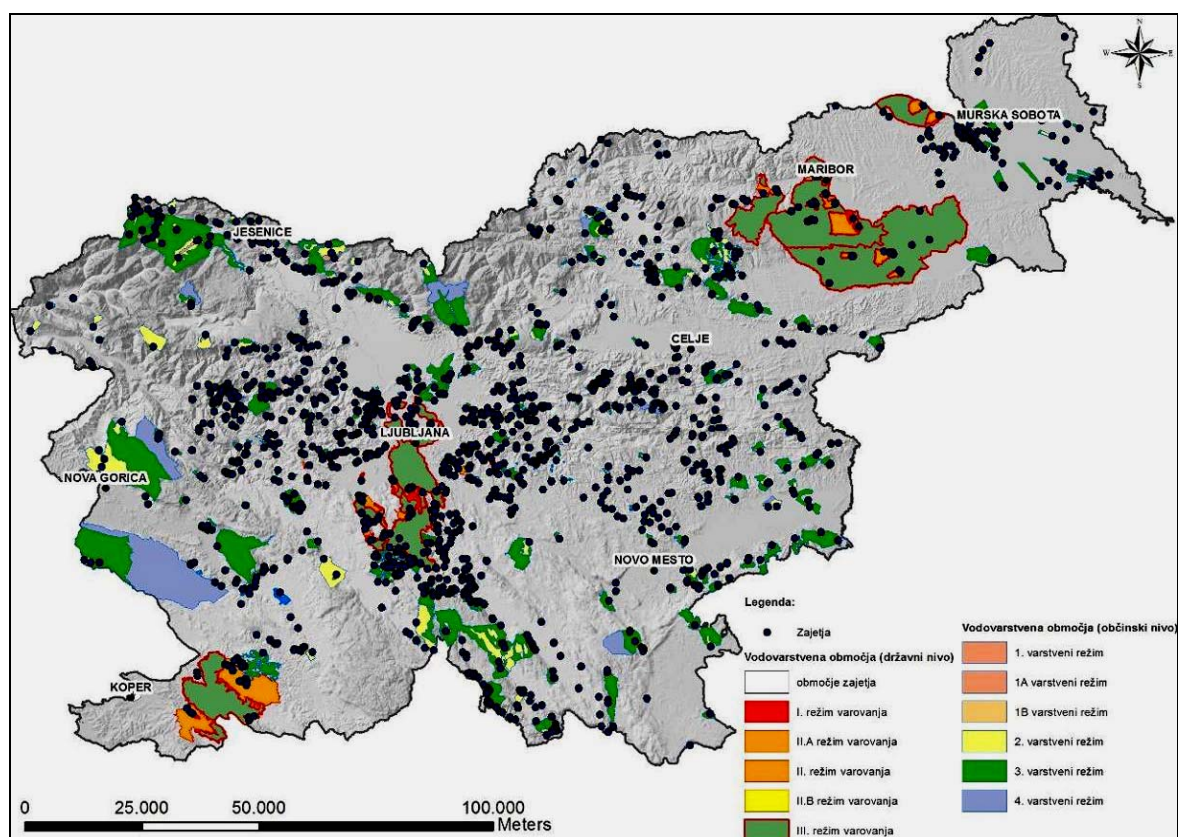 N
W E
S
MURSKA SOBOTA
MARIBOR
JESENICE
CELJE
LJUBLJANA
NOVA GORICA
NOVO MESTO
KOPER
Legenda:
Zajetja
Vodovarstvena območja (državni nivo)
območje zajetja
I. režim varovanja
II.A režim varovanja
II. režim varovanja
II.B režim varovanja
III. režim varovanja
Vodovarstvena območja (občinski nivo)
1. varstveni režim
1A varstveni režim
1B varstveni režim
2. varstveni režim
3. varstveni režim
4. varstveni režim
0 25.000 50.000 100.000
Meters